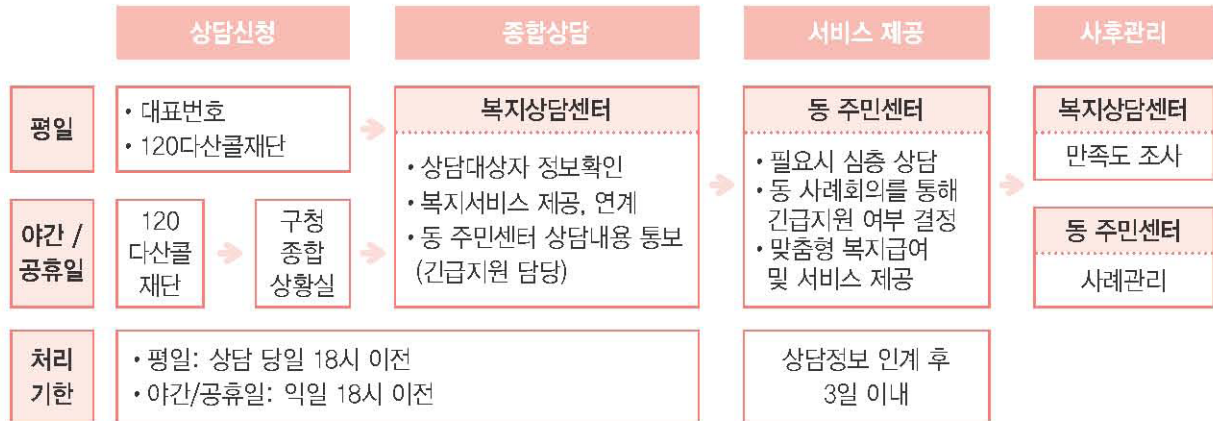 상담신청
종합상담
서비스 제공
사후관리
평일
• 대표번호
• 120다산콜재단
야간 /
공휴일
120
다산콜
재단
구청
종합
상황실
복지상담센터
• 상담대상자 정보확인
• 복지서비스 제공, 연계
• 동 주민센터 상담내용 통보
(긴급지원 담당)
동 주민센터
• 필요시 심층 상담
• 동 사례회의를 통해
긴급지원 여부 결정
• 맞춤형 복지급여
및 서비스 제공
복지상담센터
만족도 조사
동 주민센터
사례관리
처리
기한
• 평일: 상담 당일 18시 이전
• 야간/공휴일: 익일 18시 이전
상담정보 인계 후
3일 이내